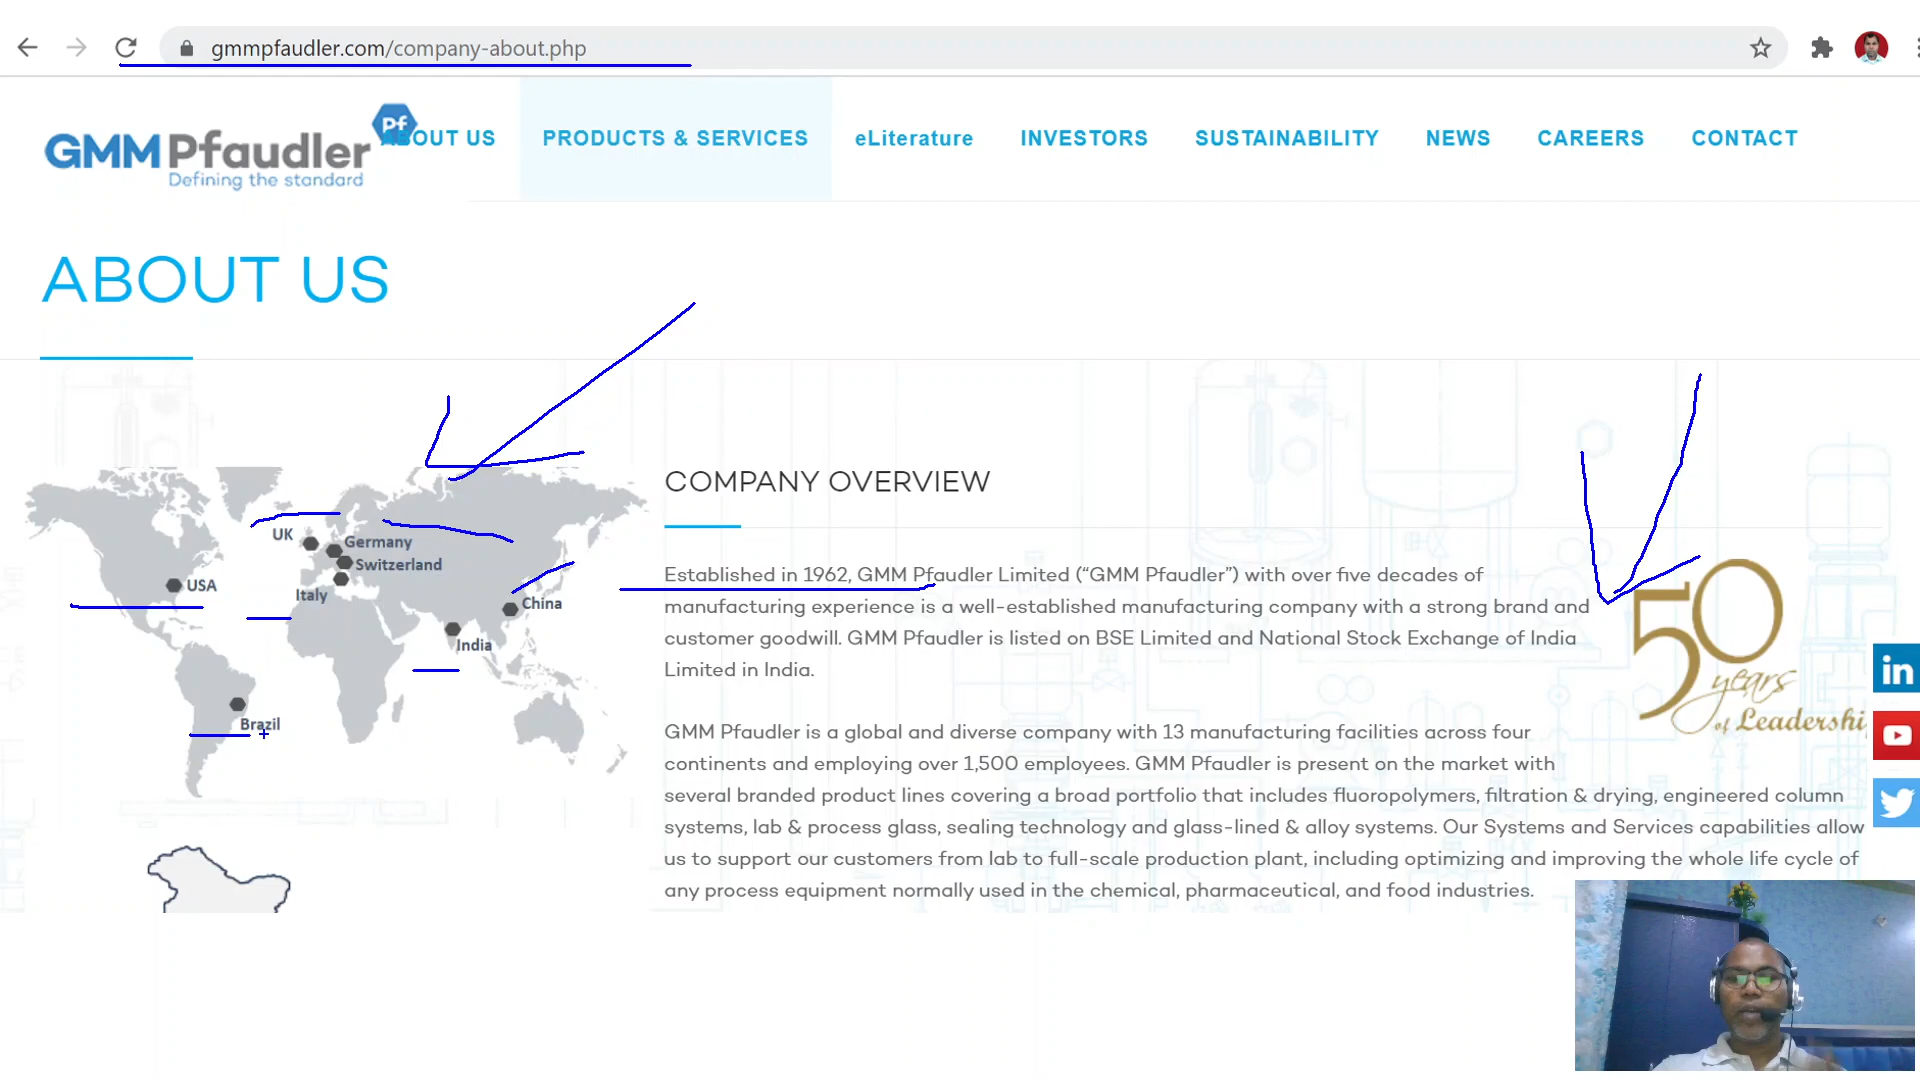 gmmpfaudler.com/company-about.php
GMM Pfaudler
Pf
Defining the standard
ABOUT US
PRODUCTS & SERVICES
eLiterature
INVESTORS
SUSTAINABILITY
NEWS
CAREERS
CONTACT
ABOUT US
UK
Germany
Switzerland
USA
Italy
China
India
Brazil
COMPANY OVERVIEW
Established in 1962, GMM Pfaudler Limited (“GMM Pfaudler”) with over five decades of
manufacturing experience is a well-established manufacturing company with a strong brand and
customer goodwill. GMM Pfaudler is listed on BSE Limited and National Stock Exchange of India
Limited in India.
50
years
of Leadershi
GMM Pfaudler is a global and diverse company with 13 manufacturing facilities across four
continents and employing over 1,500 employees. GMM Pfaudler is present on the market with
several branded product lines covering a broad portfolio that includes fluoropolymers, filtration & drying, engineered column
systems, lab & process glass, sealing technology and glass-lined & alloy systems. Our Systems and Services capabilities allow
us to support our customers from lab to full-scale production plant, including optimizing and improving the whole life cycle of
any process equipment normally used in the chemical, pharmaceutical, and food industries.
in